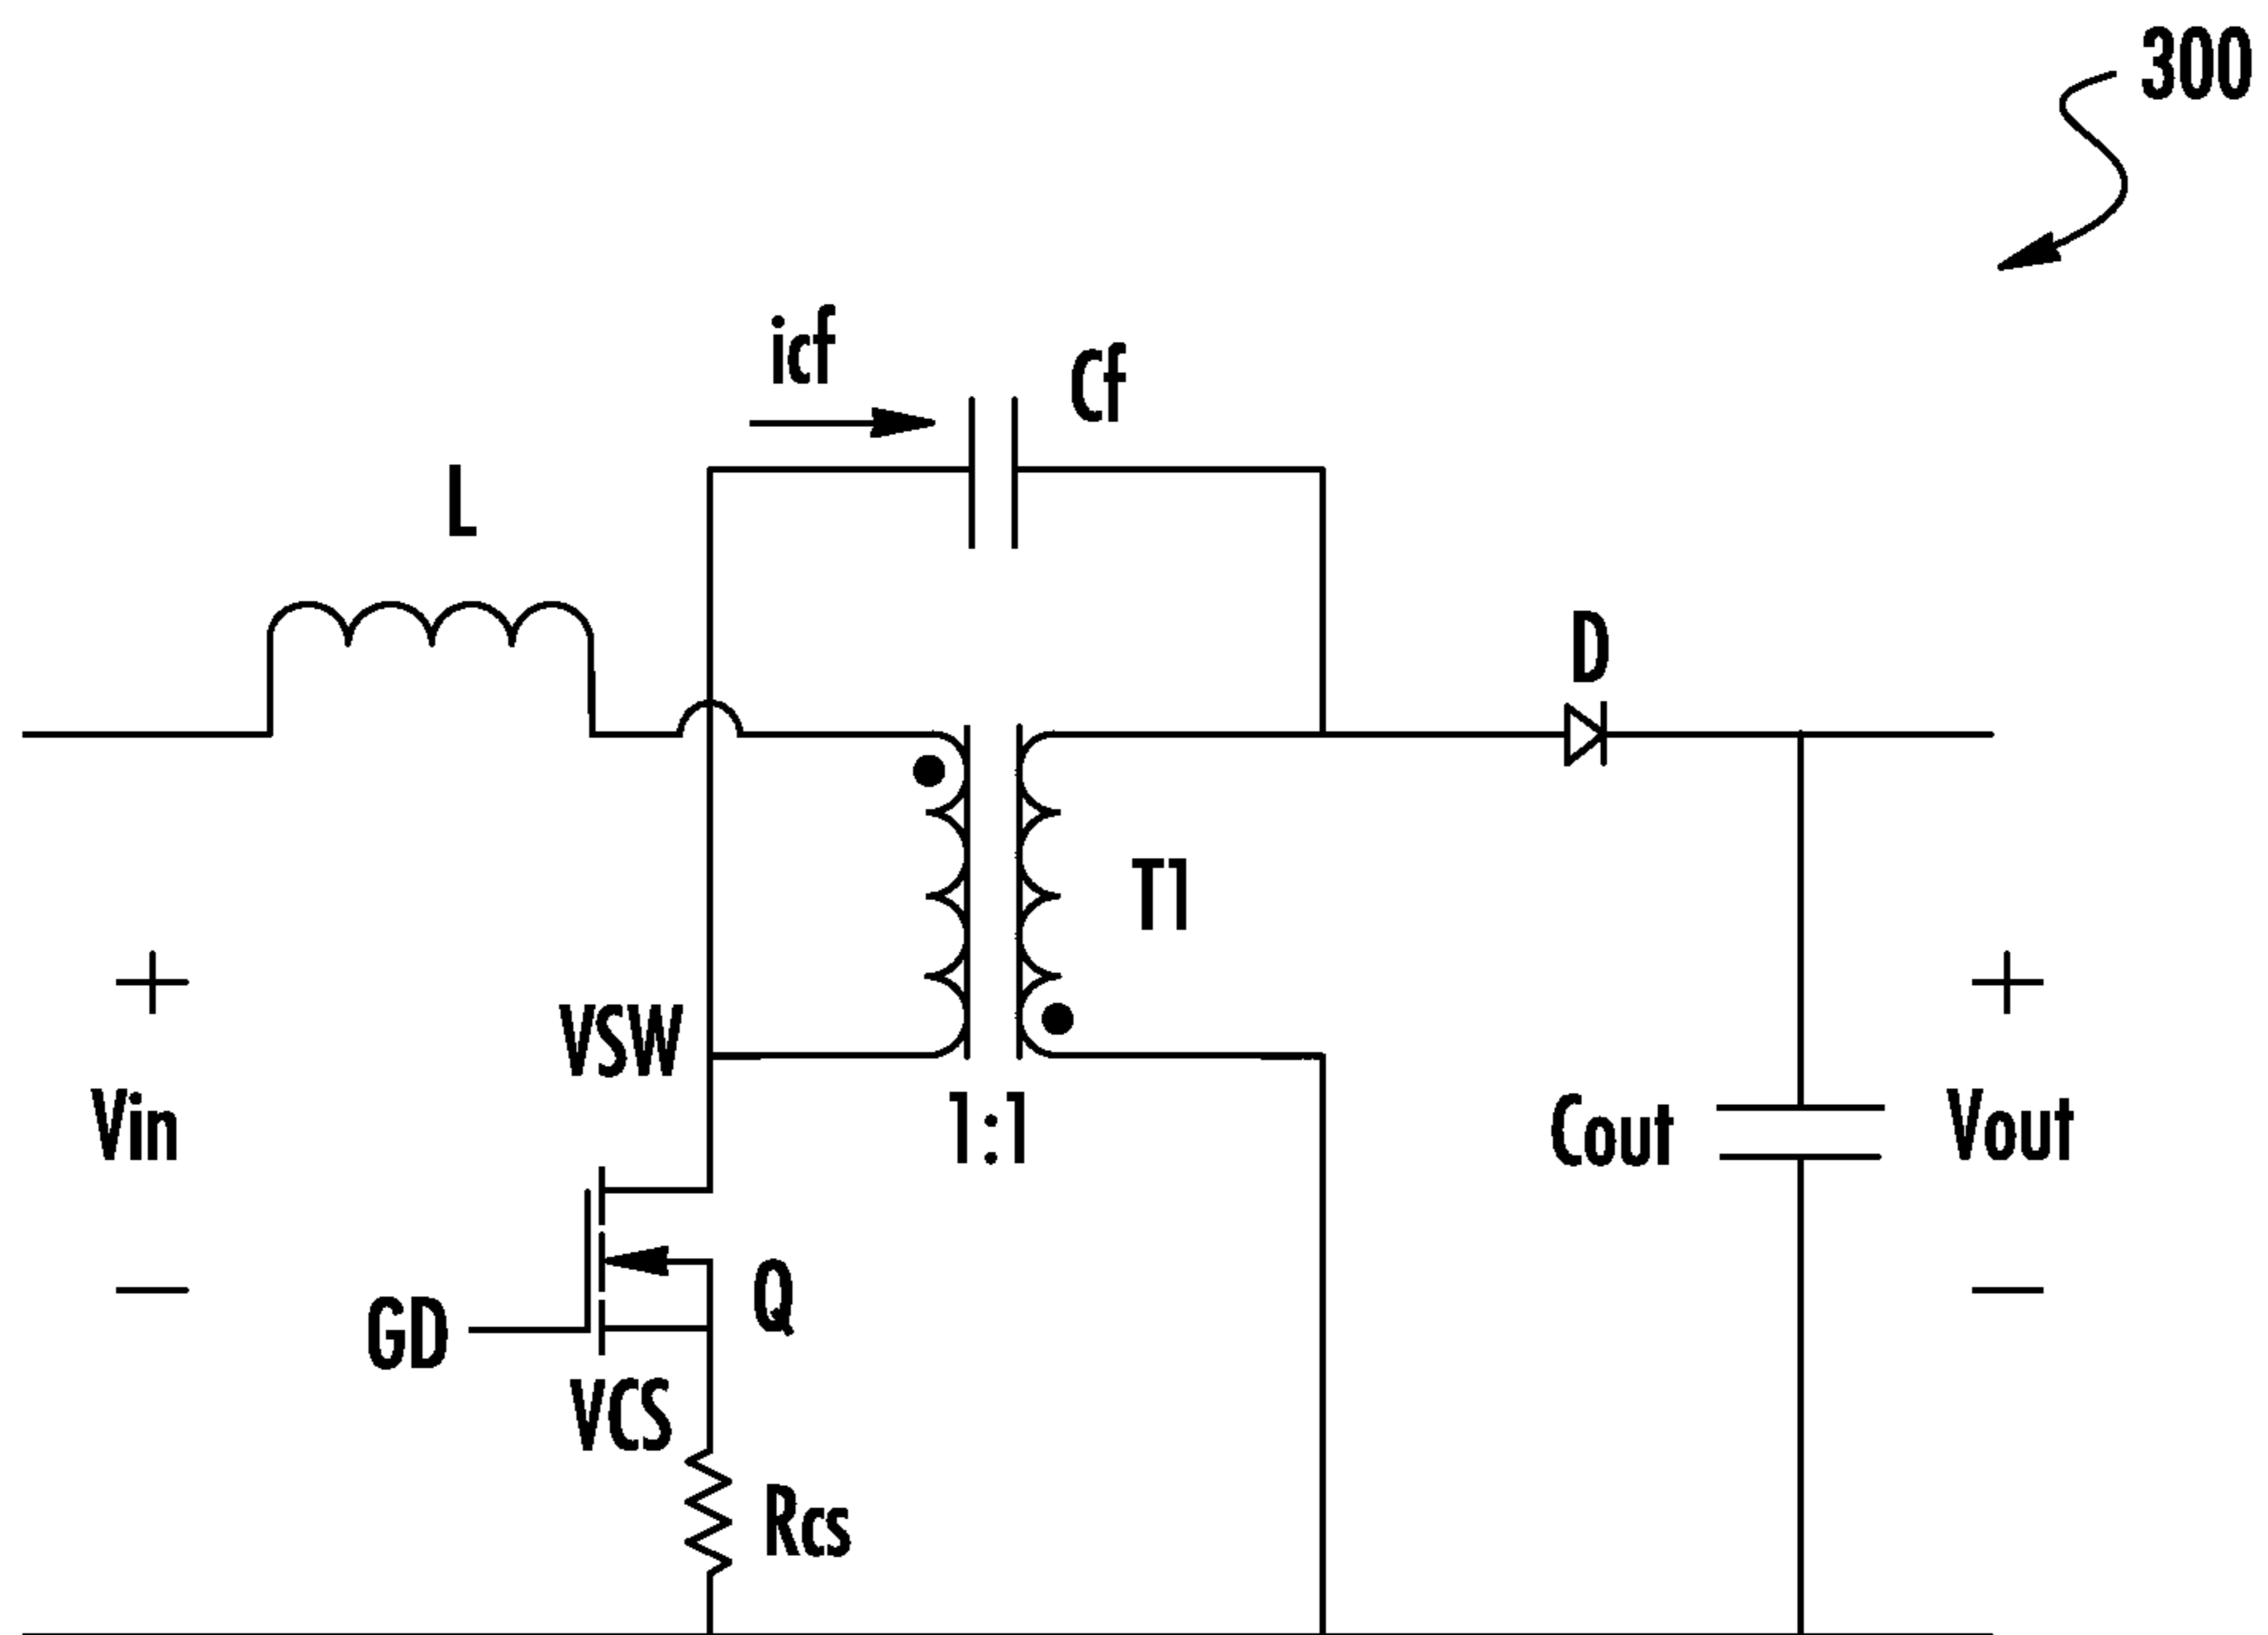 300
icf
Cf
L
D
T1
VSW
+
+
Vin
1:1
Cout
Vout
Q
−
−
GD
VCS
Rcs